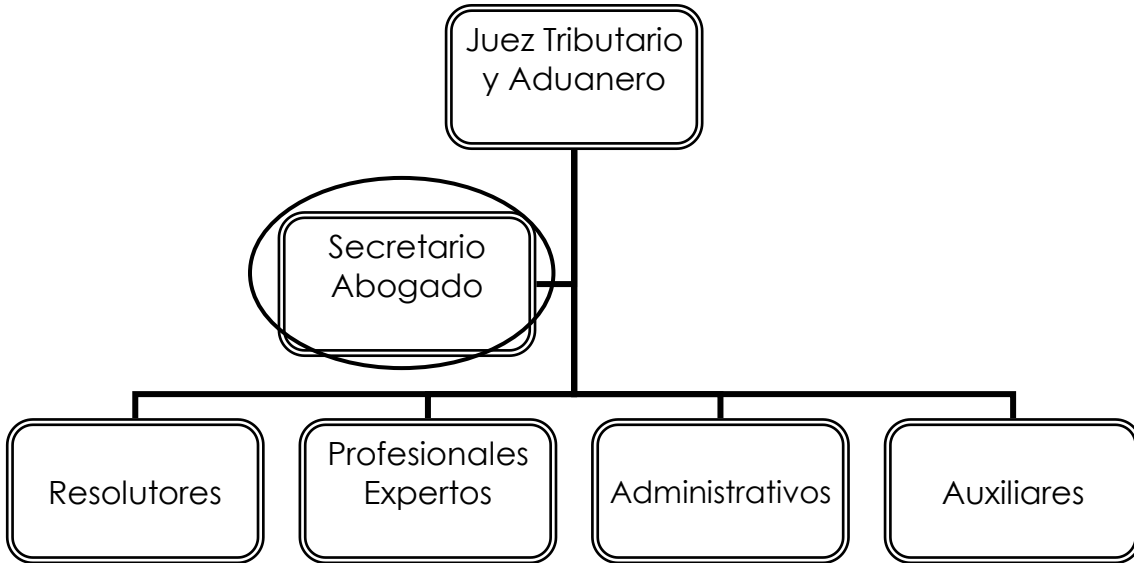 Juez Tributario
y Aduanero
Secretario
Abogado
Resolutores
Profesionales
Expertos
Administrativos
Auxiliares